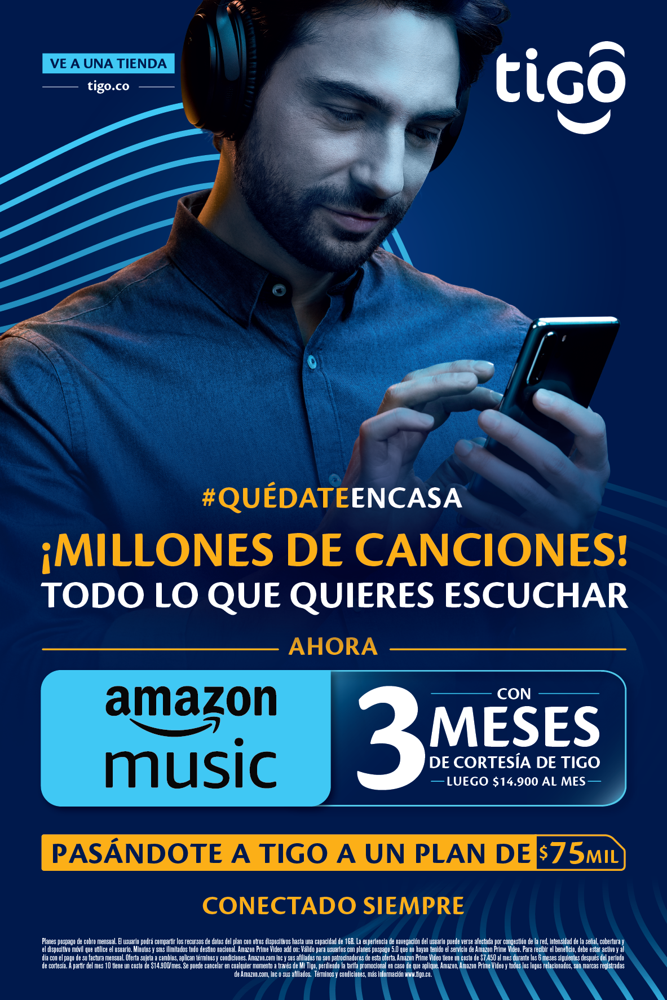 VE A UNA TIENDA
tigo.co
tigo
#QUÉDATEENCASA
¡MILLONES DE CANCIONES!
TODO LO QUE QUIERES ESCUCHAR
AHORA
amazon
music
3
CON
MESES
DE CORTESÍA DE TIGO
LUEGO $14.900 AL MES
PASÁNDOTE A TIGO A UN PLAN DE $75MIL
CONECTADO SIEMPRE
Planes pospago de cobro mensual. El usuario podrá compartir los recursos de datos del plan con otros dispositivos hasta una capacidad de 1GB. La experiencia de navegación del usuario puede verse afectada por congestión de la red, intensidad de la señal, cobertura y
el dispositivo móvil que utilice el usuario. Minutos y sms ilimitados todo destino nacional. Amazon Prime Video add on: Válido para usuarios con planes pospago 5.0 que no hayan tenido el servicio de Amazon Prime Video. Para recibir el beneficio, debe estar activo y al
día con el pago de su factura mensual. Oferta sujeta a cambios, aplican términos y condiciones. Amazon.com inc y sus afiliados no son patrocinadores de esta oferta. Amazon Prime Video tiene un costo de $7.450 al mes durante los 6 meses siguientes después del periodo
de cortesía. A partir del mes 10 tiene un costo de $14.900/mes. Se puede cancelar en cualquier momento a través de Mi Tigo, perdiendo la tarifa promocional en caso de que aplique. Amazon, Amazon Prime Video y todos los logos relacionados, son marcas registradas
de Amazon.com, inc o sus afiliados. Términos y condiciones, más información www.tigo.co.